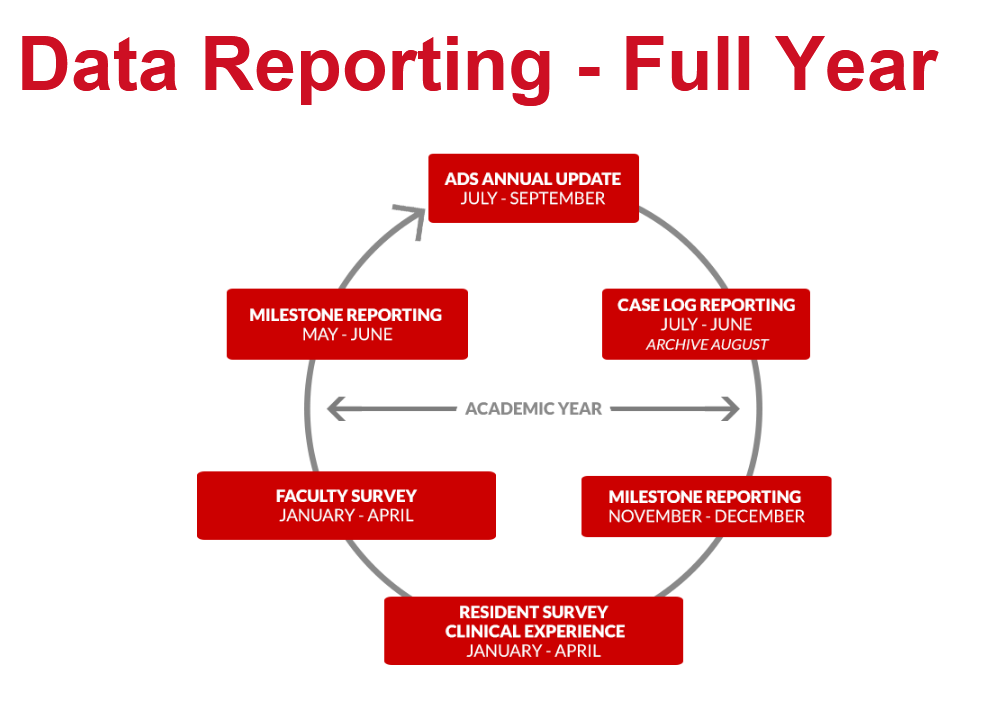 Data Reporting - Full Year
ADS ANNUAL UPDATE
JULY - SEPTEMBER
CASE LOG REPORTING
JULY - JUNE
ARCHIVE AUGUST
MILESTONE REPORTING
MAY - JUNE
ACADEMIC YEAR
FACULTY SURVEY
JANUARY - APRIL
MILESTONE REPORTING
NOVEMBER - DECEMBER
RESIDENT SURVEY
CLINICAL EXPERIENCE
JANUARY - APRIL